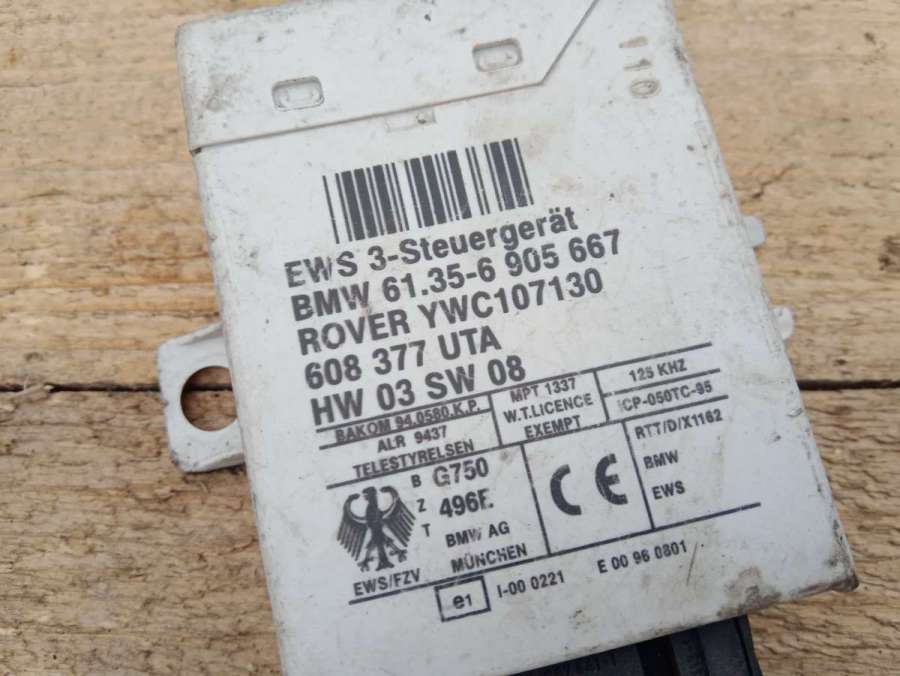 110
EWS 3-Steuergerät
BMW 61.35-6 905 667
ROVER YWC107130
608 377 UTA
HW 03 SW 08
BAKOM 94.0580.K.P.
ALR 9437
TELESTYRELSEN
MPT 1337
W.T.LICENCE
EXEMPT
125 KHZ
CP-050TC-95
B
Z
T
G750
496E.
BMW AG
MÜNCHEN
EWS/FZV
CE
RTT/D/X1162
BMW
EWS
e1 I-00 0221 E 00 96 0801